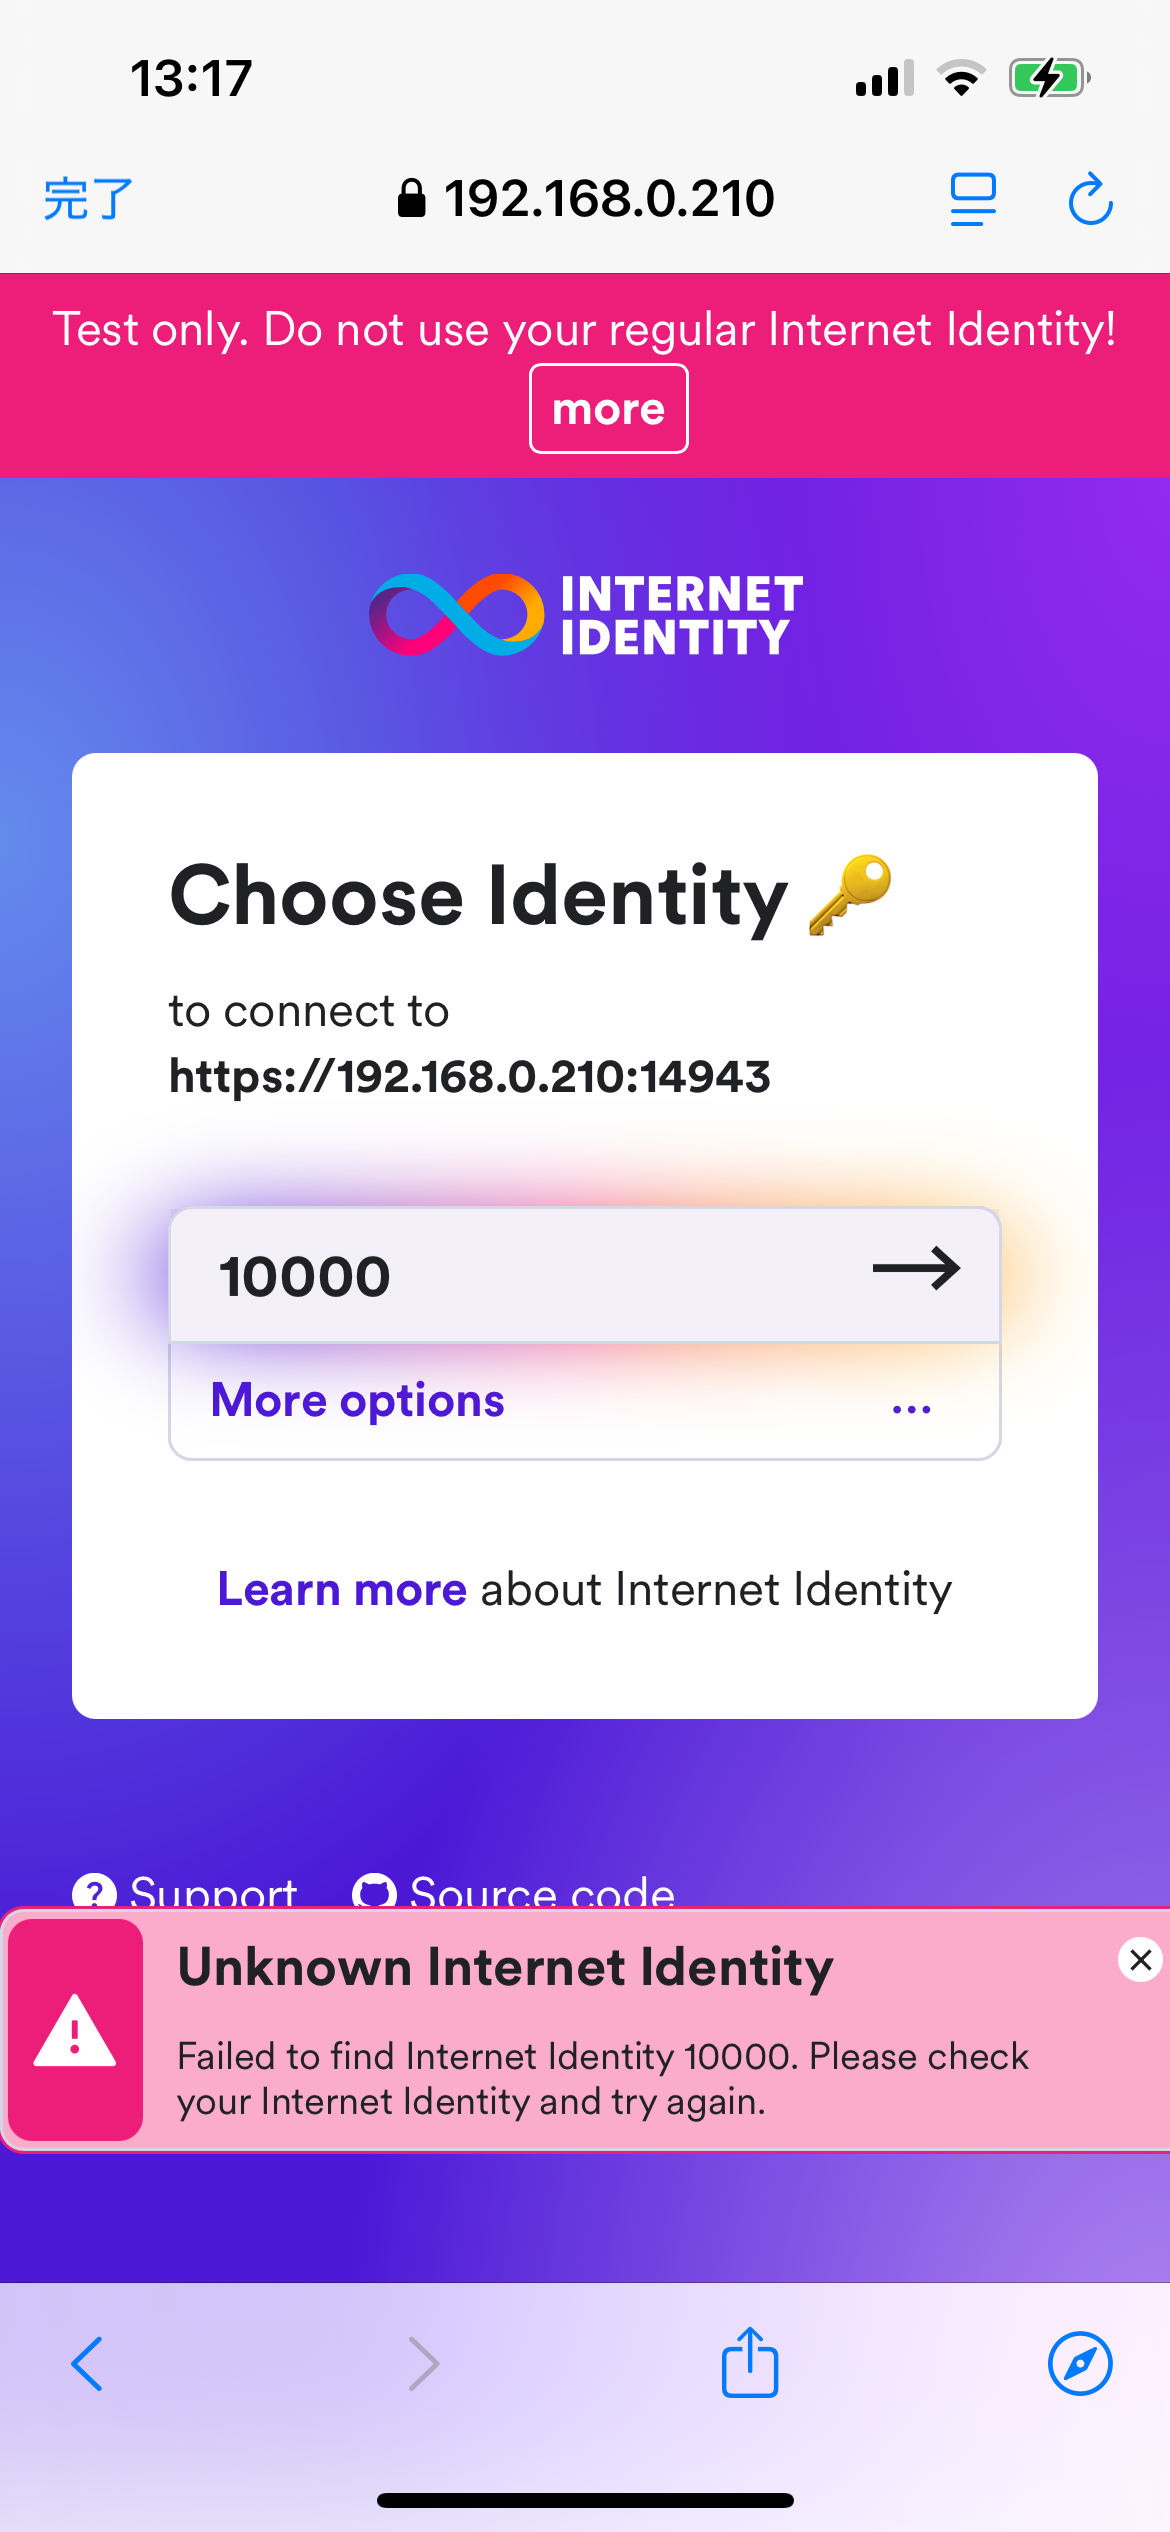 13:17
完了
192.168.0.210
Test only. Do not use your regular Internet Identity!
more
INTERNET
IDENTITY
Choose Identity
to connect to
https://192.168.0.210:14943
10000
More options
...
Learn more about Internet Identity
Support Source code
Unknown Internet Identity
Failed to find Internet Identity 10000. Please check
your Internet Identity and try again.